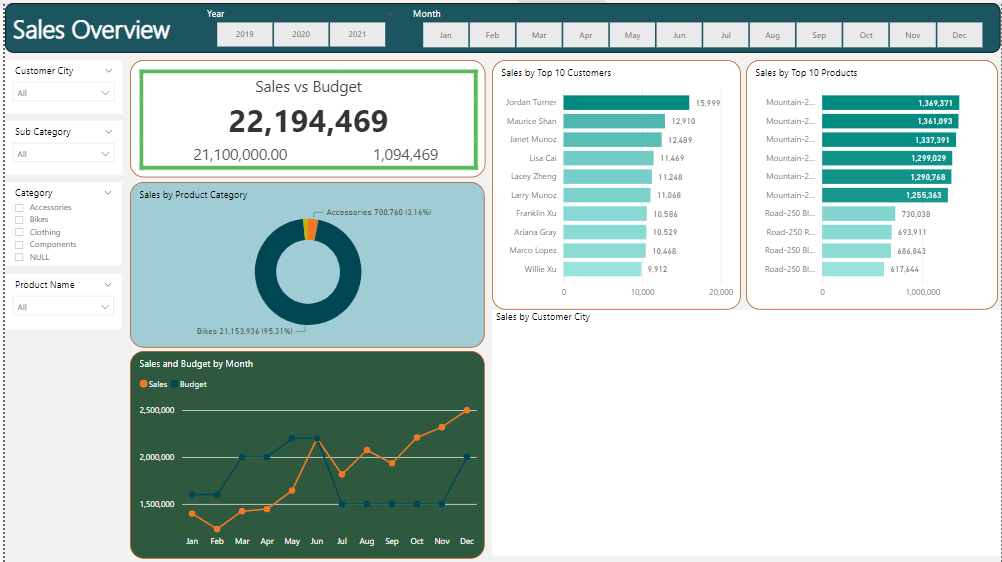 Sales Overview
Year
2019
2020
2021
Month
Jan
Feb
Mar
Apr
May
Jun
Jul
Aug
Sep
Oct
Nov
Dec
Customer City
All
Sub Category
All
Category
Accessories
Bikes
Clothing
Components
NULL
Product Name
All
Sales vs Budget
22,194,469
21,100,000.00
1,094,469
Sales by Product Category
Accessories 700,760 (3.16%)
Bikes 21,153,936 (95.31%)
Sales and Budget by Month
Sales
Budget
2,500,000
2,000,000
1,500,000
Jan
Feb
Mar
Apr
May
Jun
Jul
Aug
Sep
Oct
Nov
Dec
Sales by Top 10 Customers
Jordan Turner 15,999
Maurice Shan 12,910
Janet Munoz 12,489
Lisa Cai 11,469
Lacey Zheng 11,248
Larry Munoz 11,068
Franklin Xu 10,586
Ariana Gray 10,529
Marco Lopez 10,468
Willie Xu 9,912
0
10,000
20,000
Sales by Top 10 Products
Mountain-2... 1,369,371
Mountain-2... 1,361,093
Mountain-2... 1,337,391
Mountain-2... 1,299,029
Mountain-2... 1,290,768
Mountain-2... 1,255,363
Road-250 Bl... 730,038
Road-250 R... 693,911
Road-250 Bl... 686,843
Road-250 Bl... 617,644
0
1,000,000
Sales by Customer City